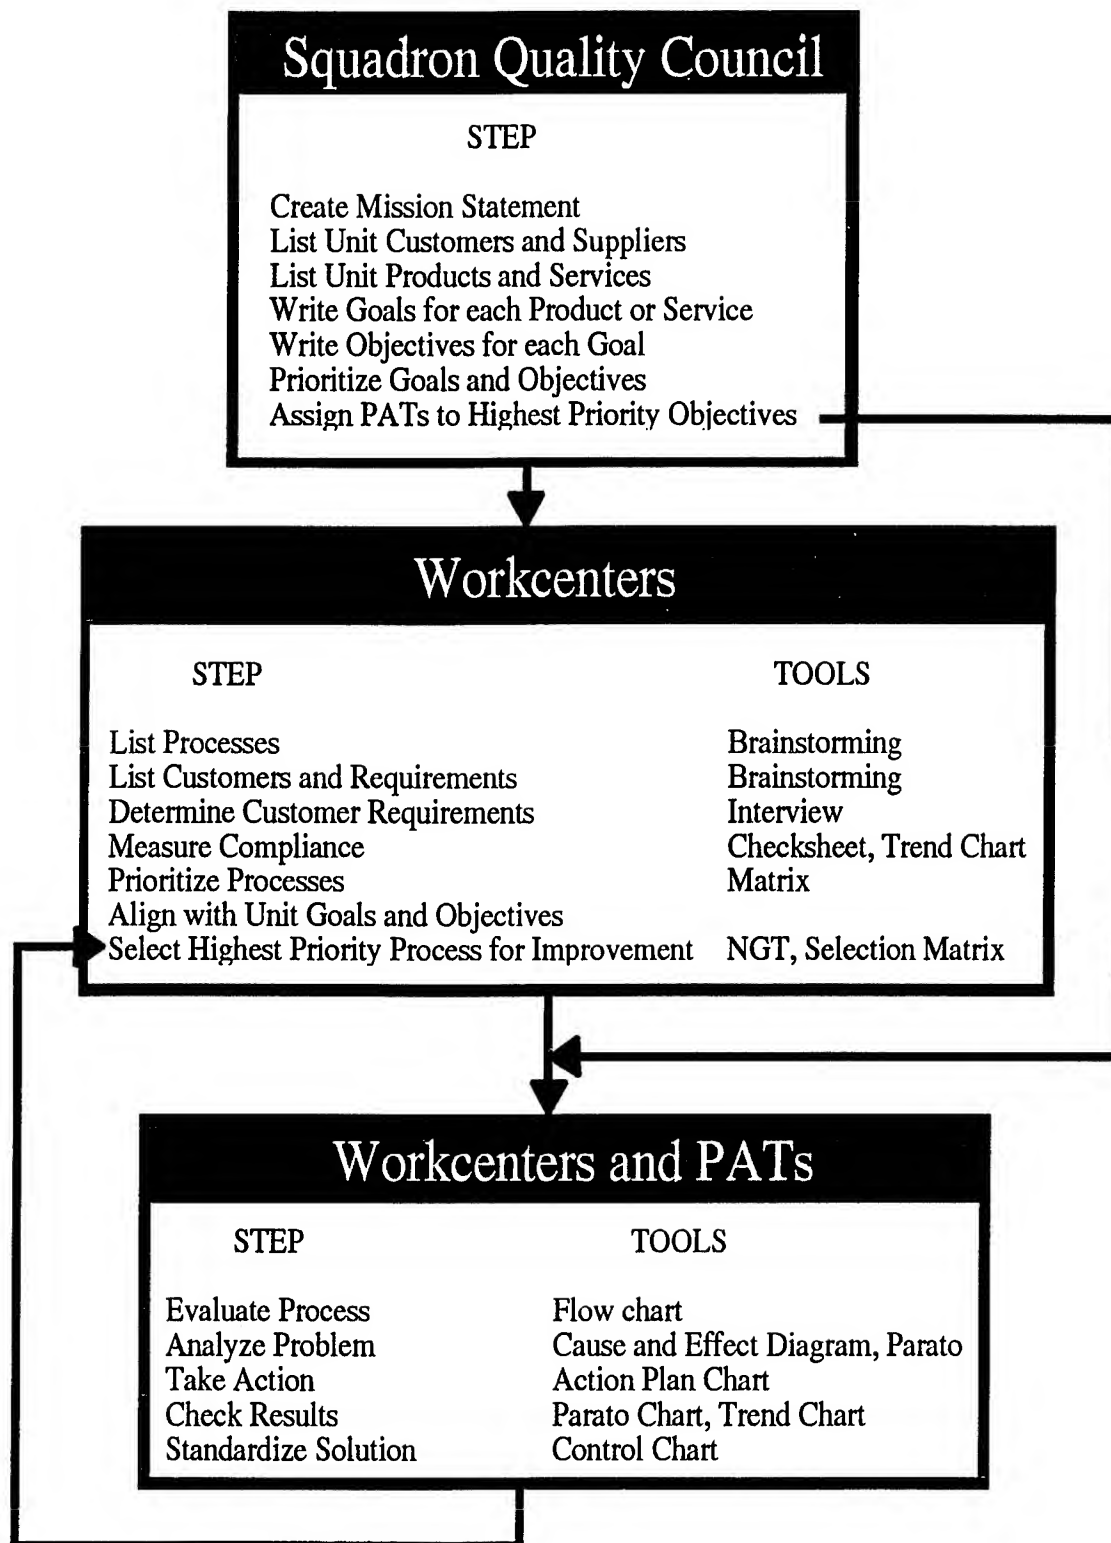 Squadron Quality Council
STEP
Create Mission Statement
List Unit Customers and Suppliers
List Unit Products and Services
Write Goals for each Product or Service
Write Objectives for each Goal
Prioritize Goals and Objectives
Assign PATs to Highest Priority Objectives
Workcenters
STEP TOOLS
List Processes Brainstorming
List Customers and Requirements Brainstorming
Determine Customer Requirements Interview
Measure Compliance Checksheet, Trend Chart
Prioritize Processes Matrix
Align with Unit Goals and Objectives
Select Highest Priority Process for Improvement NGT, Selection Matrix
Workcenters and PATs
STEP TOOLS
Evaluate Process Flow chart
Analyze Problem Cause and Effect Diagram, Parato
Take Action Action Plan Chart
Check Results Parato Chart, Trend Chart
Standardize Solution Control Chart